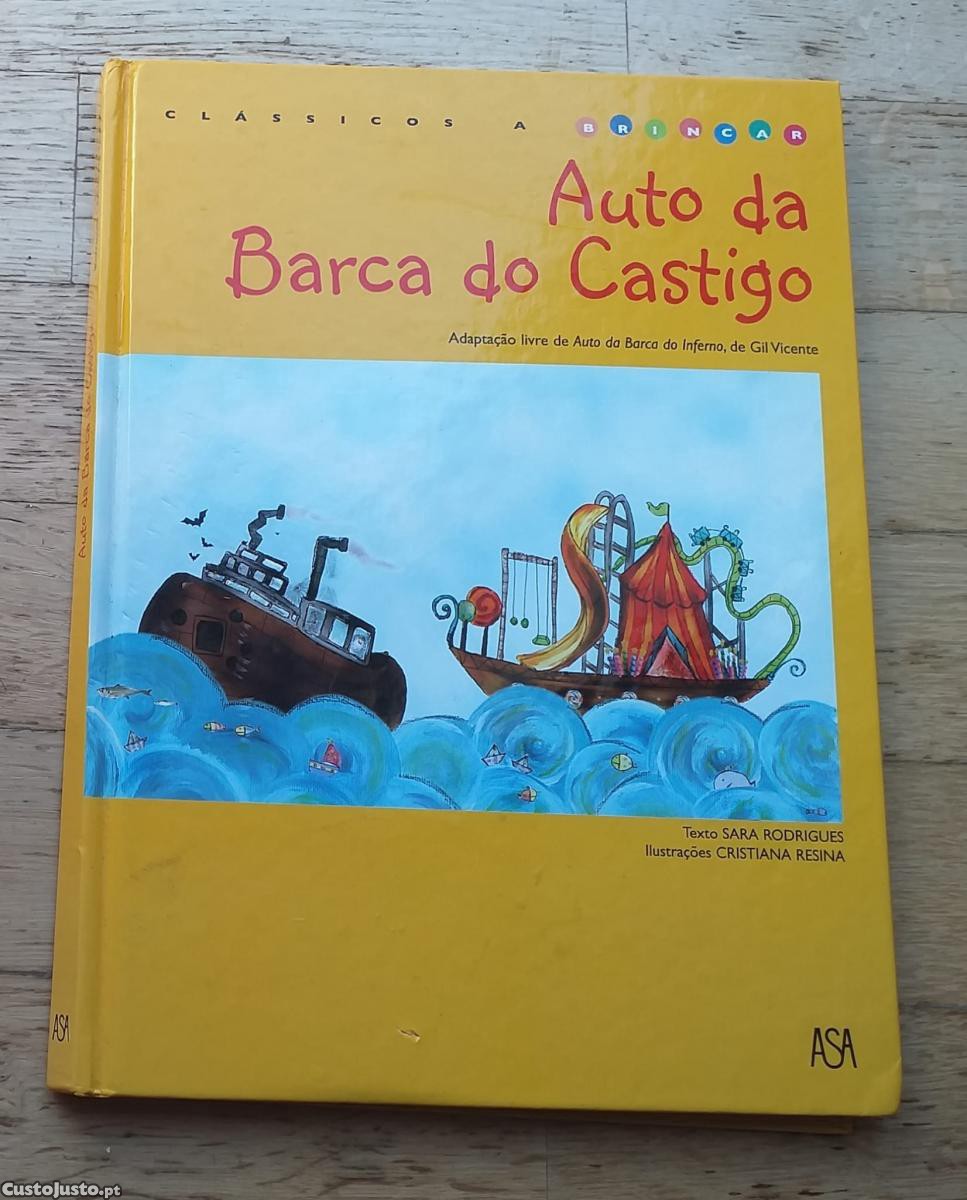 CLÁSSICOS A BRINCAR
Auto da
Barca do Castigo
Adaptação livre de Auto da Barca do Inferno, de Gil Vicente
Texto SARA RODRIGUES
Ilustrações CRISTIANA RESINA
ASA
Auto da Barca do Castigo
ASA
CustoJusto.pt